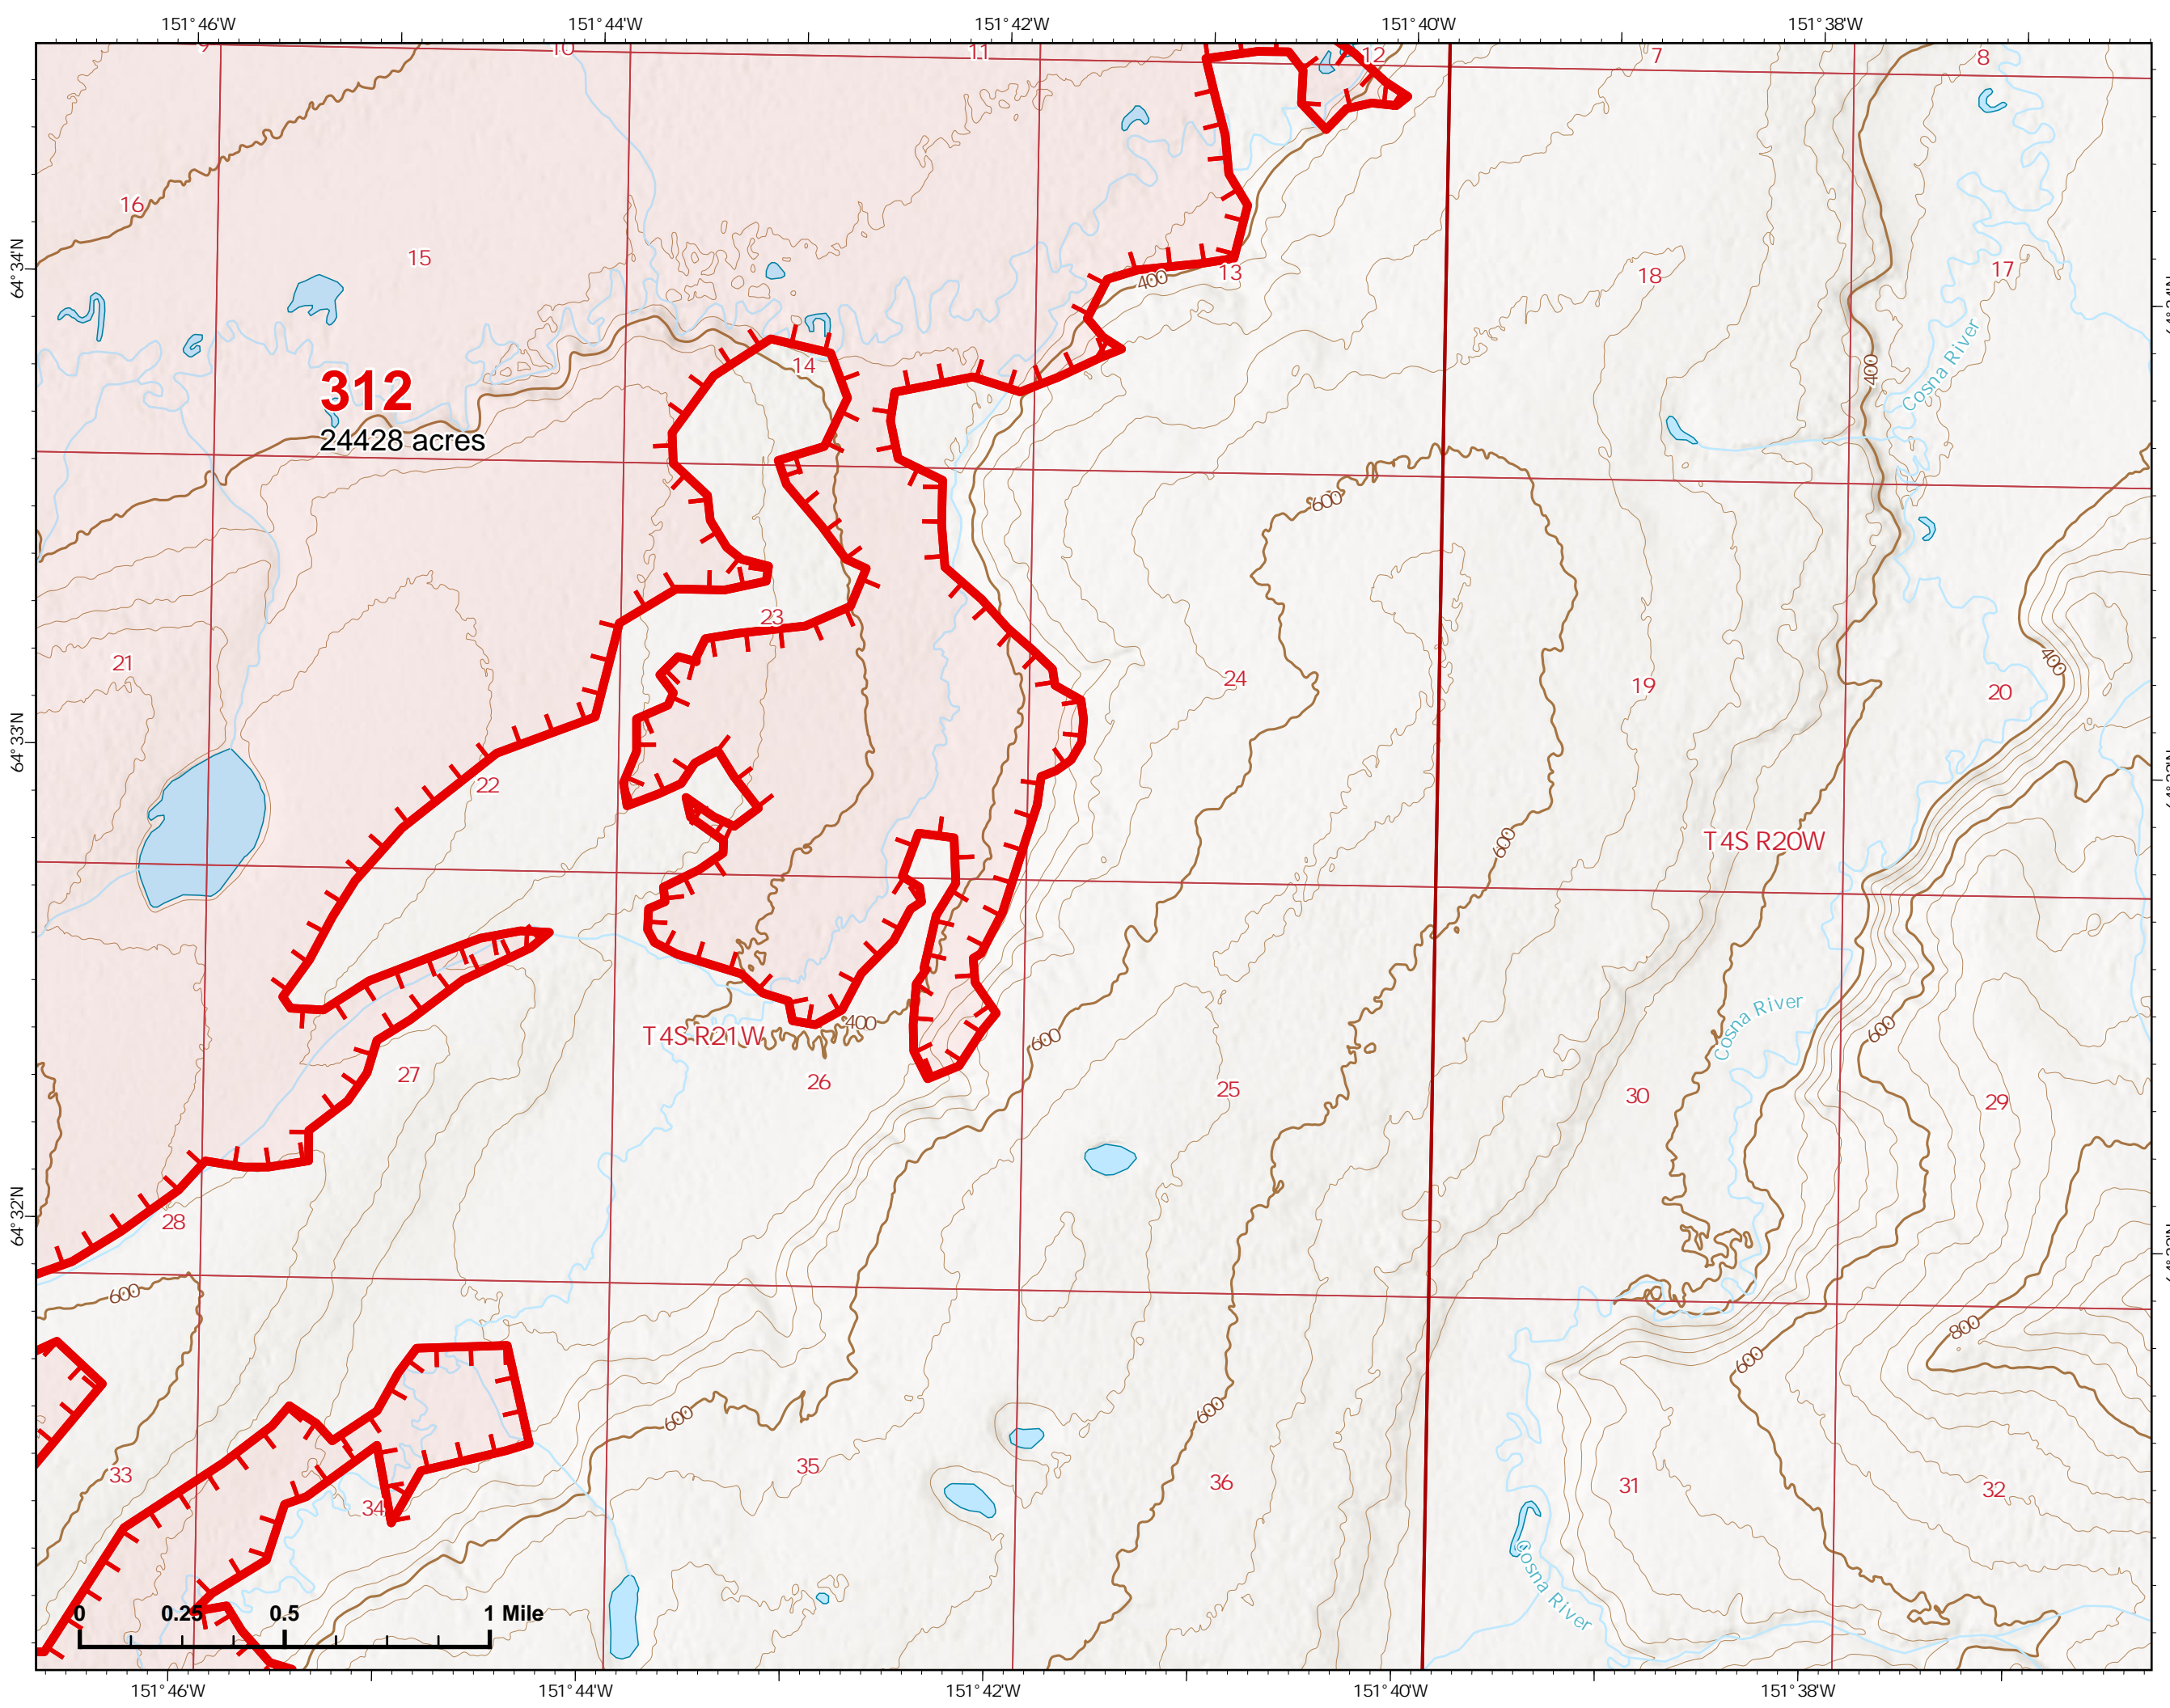 151°46'W 151°44'W 151°42'W 151°40'W 151°38'W
9 10 11 12 7 8
16 15 13 18 17
64°34'N
400
14
400
Cosna River
312
24428 acres
600
23
21 24 19 20
400
64°33'N
22
600
T4S R20W
T4S R21W
400
600
Cosna River
600
27 26 25 30 29
64°32'N
28
600
800
600
600
600
33 34 35 36 31 32
Cosna River
0 0.25 0.5 1 Mile
151°46'W 151°44'W 151°42'W 151°40'W 151°38'W